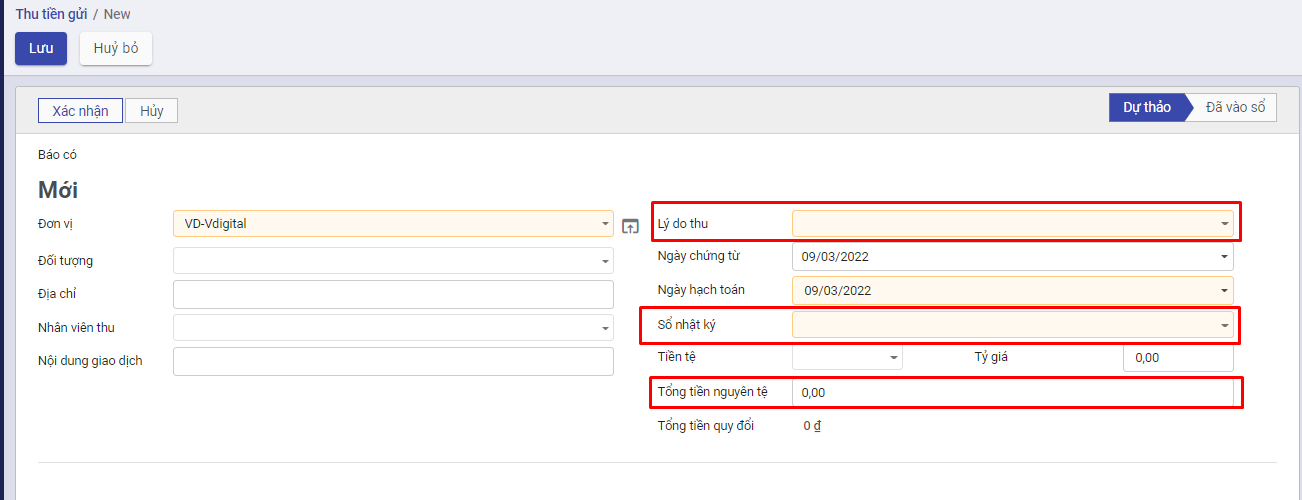 Thu tiền gửi / New
Lưu Huỷ bỏ
Xác nhận Hủy Dự thảo Đã vào sổ
Báo có
Mới
Đơn vị VD-Vdigital Lý do thu
Đối tượng Ngày chứng từ 09/03/2022
Địa chỉ Ngày hạch toán 09/03/2022
Nhân viên thu Sổ nhật ký
Nội dung giao dịch Tiền tệ Tỷ giá 0,00
Tổng tiền nguyên tệ 0,00
Tổng tiền quy đổi 0 ₫